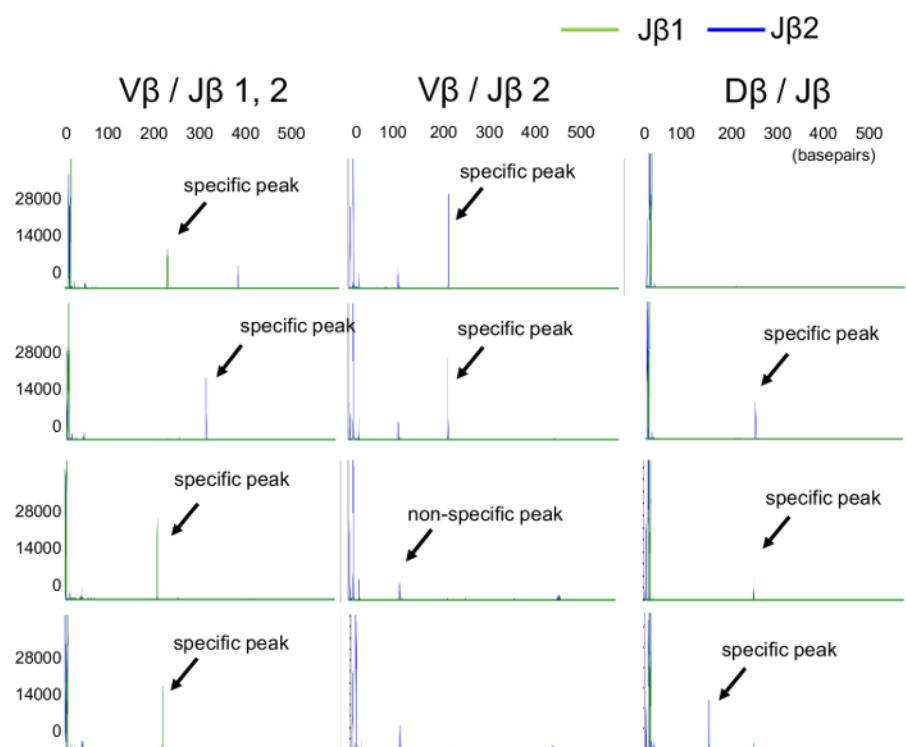 Jβ1 Jβ2
Vβ / Jβ 1, 2 Vβ / Jβ 2 Dβ / Jβ
0 100 200 300 400 500 0 100 200 300 400 500 0 100 200 300 400 500
(basepairs)
specific peak
specific peak
28000
14000
0
specific peak
specific peak
specific peak
28000
14000
0
specific peak
non-specific peak
specific peak
28000
14000
0
specific peak
specific peak
28000
14000
0